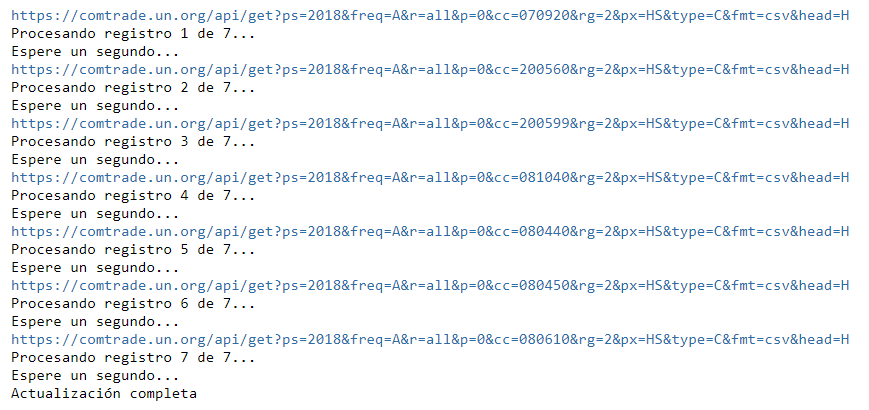 https://comtrade.un.org/api/get?ps=2018&freq=A&r=all&p=0&cc=070920&rg=2&px=HS&type=C&fmt=csv&head=H
Procesando registro 1 de 7...
Espere un segundo...
https://comtrade.un.org/api/get?ps=2018&freq=A&r=all&p=0&cc=200560&rg=2&px=HS&type=C&fmt=csv&head=H
Procesando registro 2 de 7...
Espere un segundo...
https://comtrade.un.org/api/get?ps=2018&freq=A&r=all&p=0&cc=200599&rg=2&px=HS&type=C&fmt=csv&head=H
Procesando registro 3 de 7...
Espere un segundo...
https://comtrade.un.org/api/get?ps=2018&freq=A&r=all&p=0&cc=081040&rg=2&px=HS&type=C&fmt=csv&head=H
Procesando registro 4 de 7...
Espere un segundo...
https://comtrade.un.org/api/get?ps=2018&freq=A&r=all&p=0&cc=080440&rg=2&px=HS&type=C&fmt=csv&head=H
Procesando registro 5 de 7...
Espere un segundo...
https://comtrade.un.org/api/get?ps=2018&freq=A&r=all&p=0&cc=080450&rg=2&px=HS&type=C&fmt=csv&head=H
Procesando registro 6 de 7...
Espere un segundo...
https://comtrade.un.org/api/get?ps=2018&freq=A&r=all&p=0&cc=080610&rg=2&px=HS&type=C&fmt=csv&head=H
Procesando registro 7 de 7...
Espere un segundo...
Actualización completa